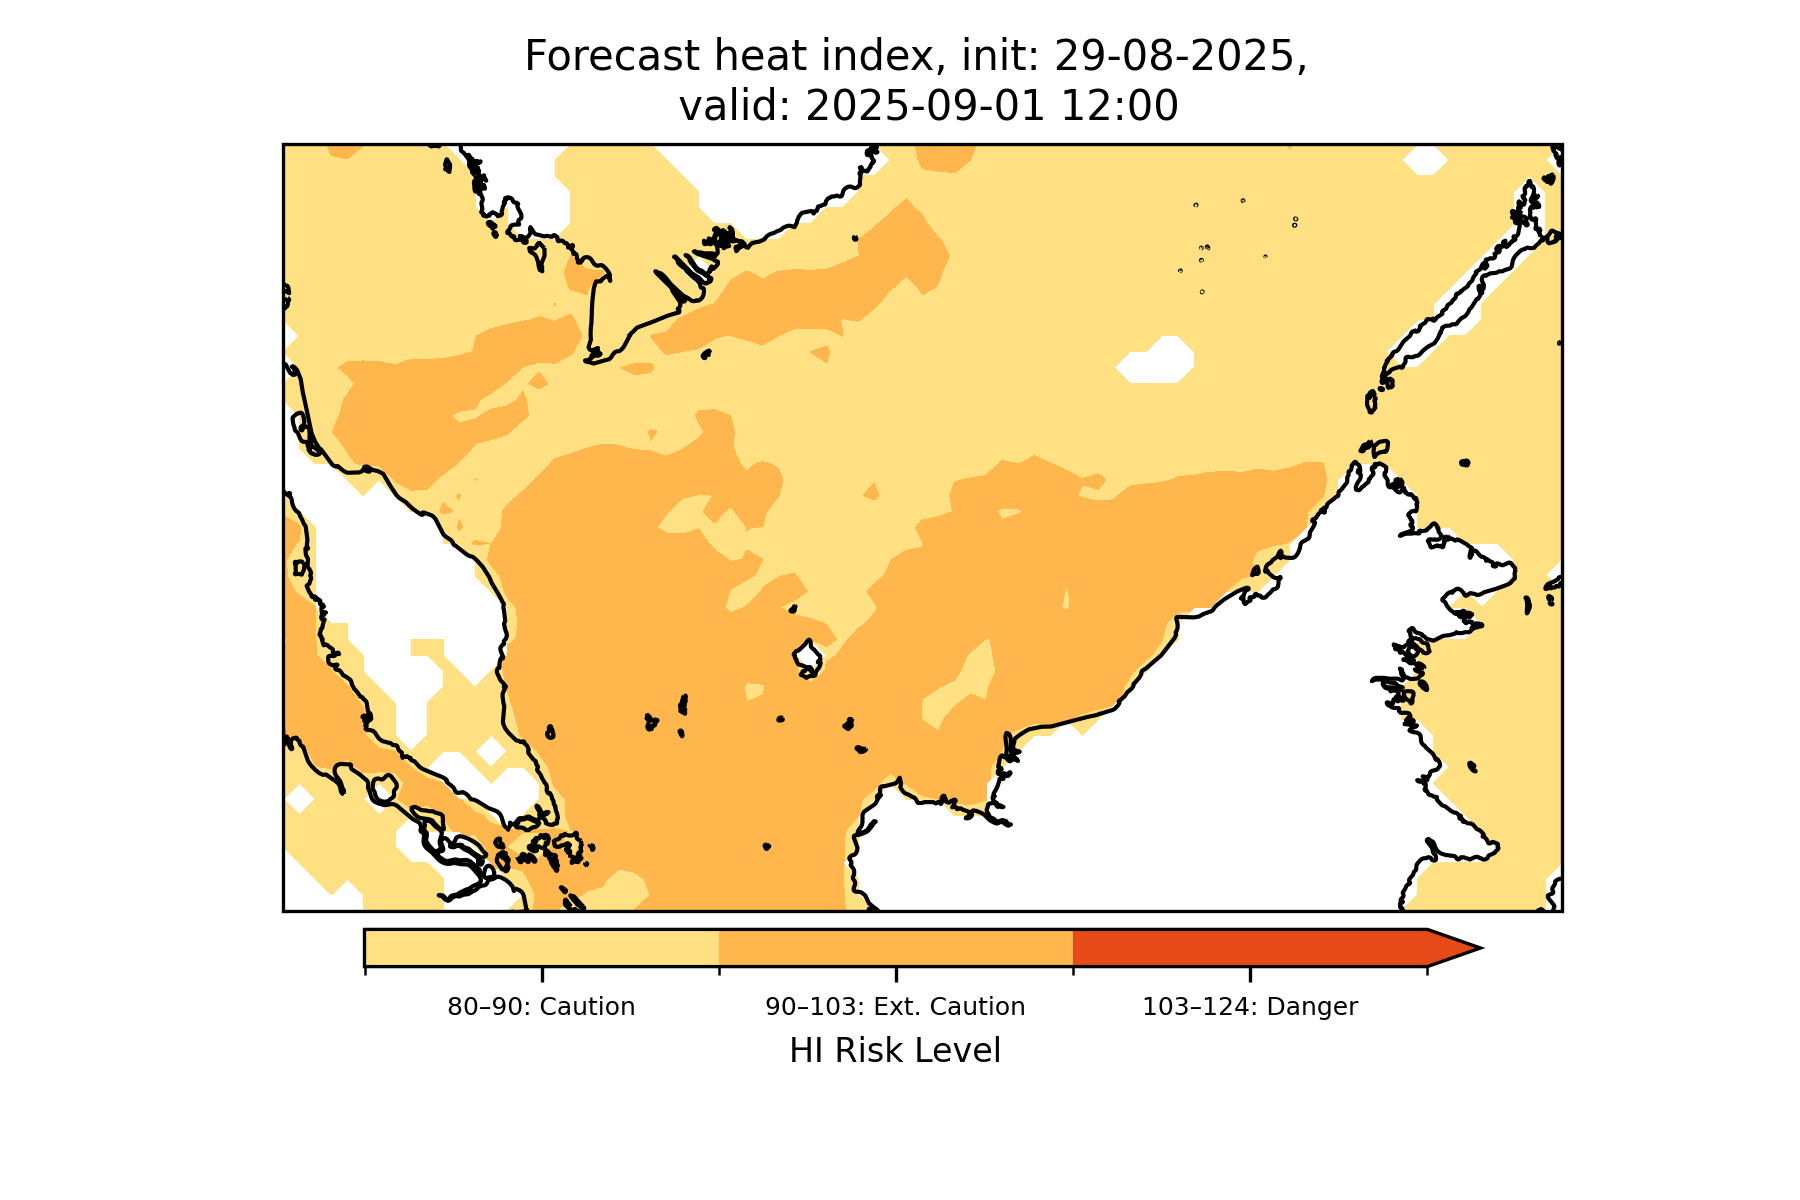 Forecast heat index, init: 29-08-2025,
valid: 2025-09-01 12:00
80–90: Caution
90–103: Ext. Caution
103–124: Danger
HI Risk Level